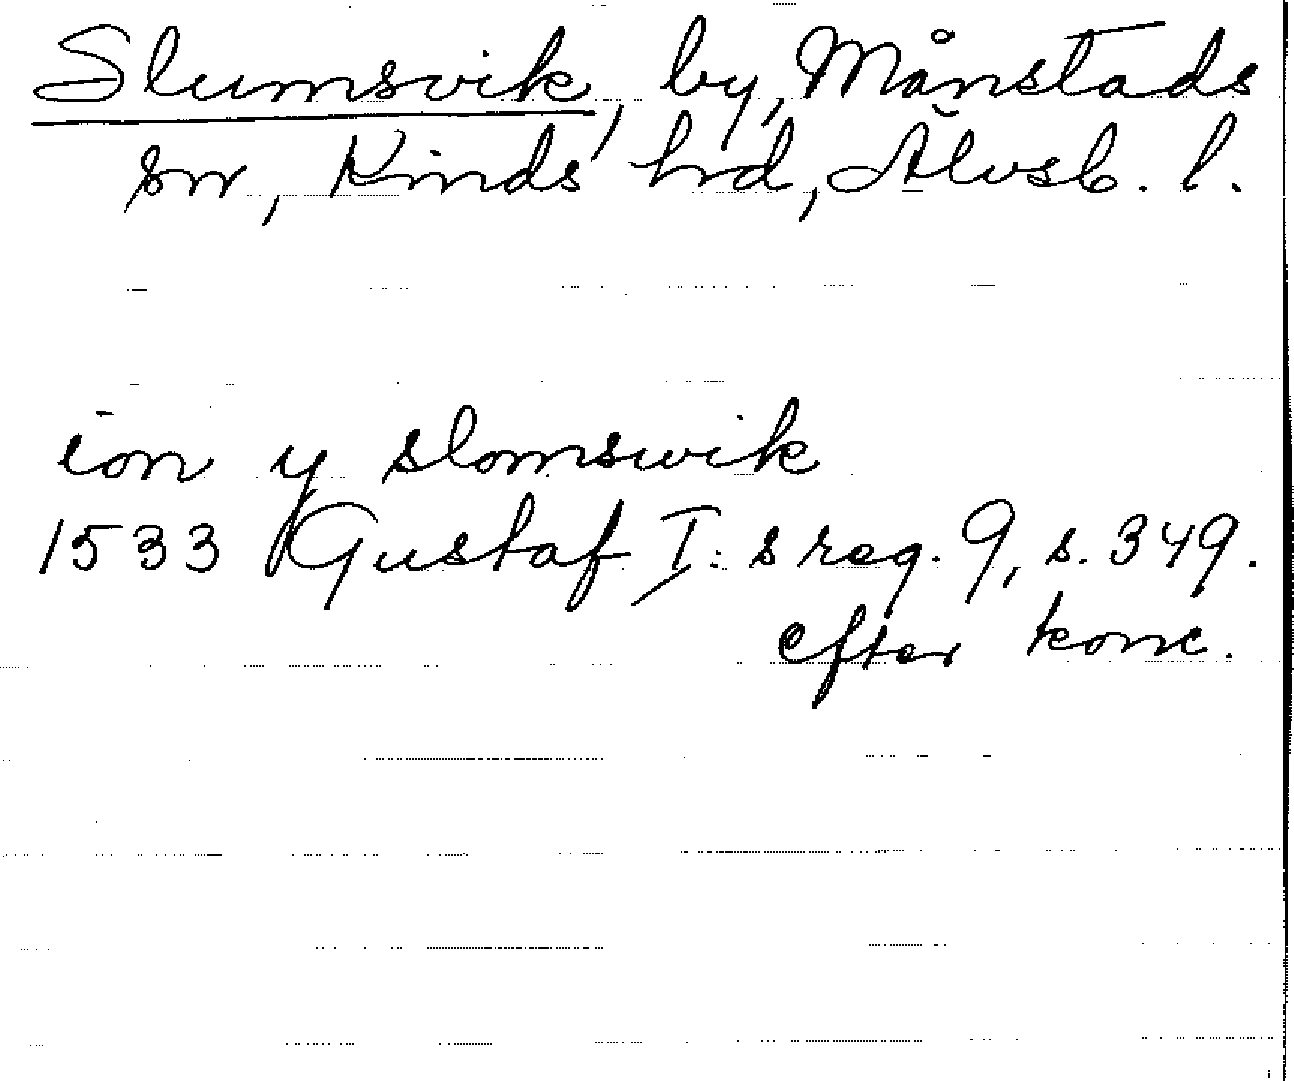 Slumsvik, by, Månstads
sn, Kinds hd, Älvsb. l.
ion y slomswik
1533 Gustaf I:s reg. 9, s. 349.
efter konc.